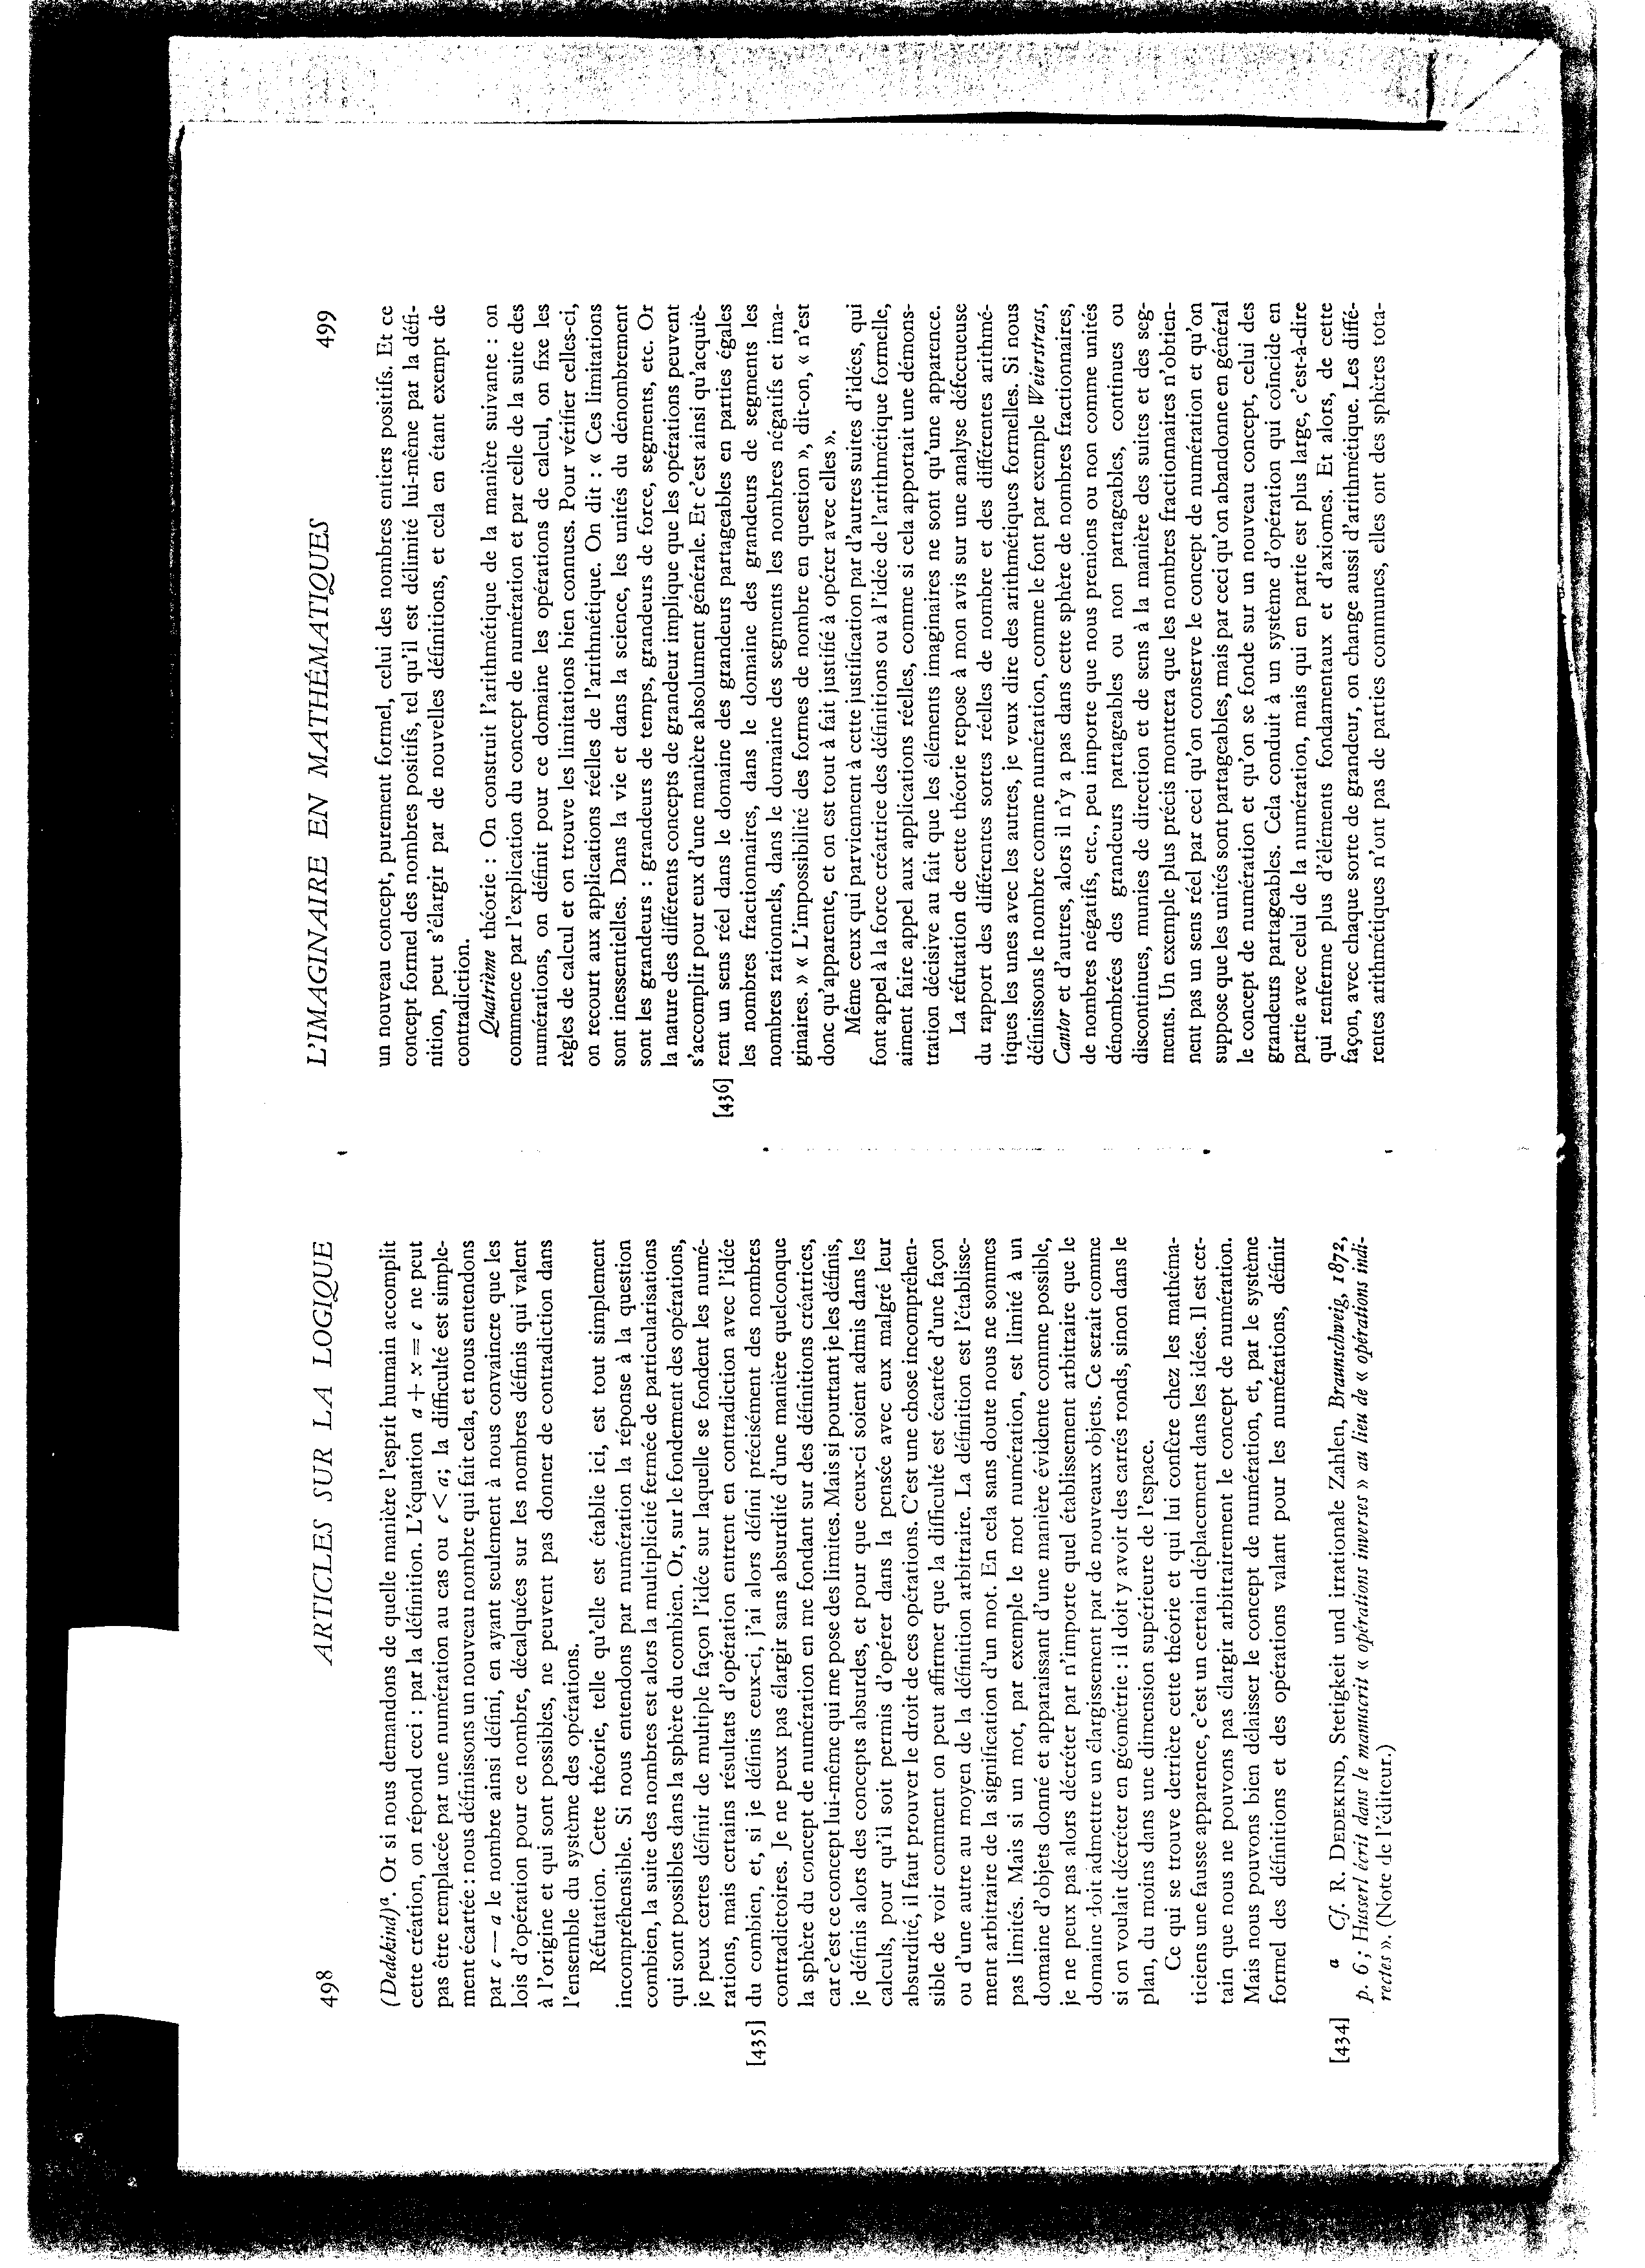 498 ARTICLES SUR LA LOGIQUE
(Dedekind)ᵃ. Or si nous demandons de quelle manière l'esprit humain accomplit
cette création, on répond ceci : par la définition. L'équation a + x = c ne peut
pas être remplacée par une numération au cas ou c < a; la difficulté est simple-
ment écartée : nous définissons un nouveau nombre qui fait cela, et nous entendons
par c — a le nombre ainsi défini, en ayant seulement à nous convaincre que les
lois d'opération pour ce nombre, décalquées sur les nombres définis qui valent
à l'origine et qui sont possibles, ne peuvent pas donner de contradiction dans
l'ensemble du système des opérations.
Réfutation. Cette théorie, telle qu'elle est établie ici, est tout simplement
incompréhensible. Si nous entendons par numération la réponse à la question
combien, la suite des nombres est alors la multiplicité fermée de particularisations
qui sont possibles dans la sphère du combien. Or, sur le fondement des opérations,
je peux certes définir de multiple façon l'idée sur laquelle se fondent les numé-
rations, mais certains résultats d'opération entrent en contradiction avec l'idée
[435] du combien, et, si je définis ceux-ci, j'ai alors défini précisément des nombres
contradictoires. Je ne peux pas élargir sans absurdité d'une manière quelconque
la sphère du concept de numération en me fondant sur des définitions créatrices,
car c'est ce concept lui-même qui me pose des limites. Mais si pourtant je les définis,
je définis alors des concepts absurdes, et pour que ceux-ci soient admis dans les
calculs, pour qu'il soit permis d'opérer dans la pensée avec eux malgré leur
absurdité, il faut prouver le droit de ces opérations. C'est une chose incompréhen-
sible de voir comment on peut affirmer que la difficulté est écartée d'une façon
ou d'une autre au moyen de la définition arbitraire. La définition est l'établisse-
ment arbitraire de la signification d'un mot. En cela sans doute nous ne sommes
pas limités. Mais si un mot, par exemple le mot numération, est limité à un
domaine d'objets donné et apparaissant d'une manière évidente comme possible,
je ne peux pas alors décréter par n'importe quel établissement arbitraire que le
domaine doit admettre un élargissement par de nouveaux objets. Ce serait comme
si on voulait décréter en géométrie : il doit y avoir des carrés ronds, sinon dans le
plan, du moins dans une dimension supérieure de l'espace.
Ce qui se trouve derrière cette théorie et qui lui confère chez les mathéma-
ticiens une fausse apparence, c'est un certain déplacement dans les idées. Il est cer-
tain que nous ne pouvons pas élargir arbitrairement le concept de numération.
Mais nous pouvons bien délaisser le concept de numération, et, par le système
formel des définitions et des opérations valant pour les numérations, définir
[434] a Cf. R. DEDEKIND, Stetigkeit und irrationale Zahlen, Braunschweig, 1872,
p. 6 ; Husserl écrit dans le manuscrit « opérations inverses » au lieu de « opérations indi-
rectes ». (Note de l'éditeur.)
L'IMAGINAIRE EN MATHÉMATIQUES 499
un nouveau concept, purement formel, celui des nombres entiers positifs. Et ce
concept formel des nombres positifs, tel qu'il est délimité lui-même par la défi-
nition, peut s'élargir par de nouvelles définitions, et cela en étant exempt de
contradiction.
Quatrième théorie : On construit l'arithmétique de la manière suivante : on
commence par l'explication du concept de numération et par celle de la suite des
numérations, on définit pour ce domaine les opérations de calcul, on fixe les
règles de calcul et on trouve les limitations bien connues. Pour vérifier celles-ci,
on recourt aux applications réelles de l'arithmétique. On dit : « Ces limitations
sont inessentielles. Dans la vie et dans la science, les unités du dénombrement
sont les grandeurs : grandeurs de temps, grandeurs de force, segments, etc. Or
la nature des différents concepts de grandeur implique que les opérations peuvent
s'accomplir pour eux d'une manière absolument générale. Et c'est ainsi qu'acquiè-
[436] rent un sens réel dans le domaine des grandeurs partageables en parties égales
les nombres fractionnaires, dans le domaine des grandeurs de segments les
nombres rationnels, dans le domaine des segments les nombres négatifs et ima-
ginaires. » « L'impossibilité des formes de nombre en question », dit-on, « n'est
donc qu'apparente, et on est tout à fait justifié à opérer avec elles ».
Même ceux qui parviennent à cette justification par d'autres suites d'idées, qui
font appel à la force créatrice des définitions ou à l'idée de l'arithmétique formelle,
aiment faire appel aux applications réelles, comme si cela apportait une démons-
tration décisive au fait que les éléments imaginaires ne sont qu'une apparence.
La réfutation de cette théorie repose à mon avis sur une analyse défectueuse
du rapport des différentes sortes réelles de nombre et des différentes arithmé-
tiques les unes avec les autres, je veux dire des arithmétiques formelles. Si nous
définissons le nombre comme numération, comme le font par exemple Weierstrass,
Cantor et d'autres, alors il n'y a pas dans cette sphère de nombres fractionnaires,
de nombres négatifs, etc., peu importe que nous prenions ou non comme unités
dénombrées des grandeurs partageables ou non partageables, continues ou
discontinues, munies de direction et de sens à la manière des suites et des seg-
ments. Un exemple plus précis montrera que les nombres fractionnaires n'obtien-
nent pas un sens réel par ceci qu'on conserve le concept de numération et qu'on
suppose que les unités sont partageables, mais par ceci qu'on abandonne en général
le concept de numération et qu'on se fonde sur un nouveau concept, celui des
grandeurs partageables. Cela conduit à un système d'opération qui coïncide en
partie avec celui de la numération, mais qui en partie est plus large, c'est-à-dire
qui renferme plus d'éléments fondamentaux et d'axiomes. Et alors, de cette
façon, avec chaque sorte de grandeur, on change aussi d'arithmétique. Les diffé-
rentes arithmétiques n'ont pas de parties communes, elles ont des sphères tota-